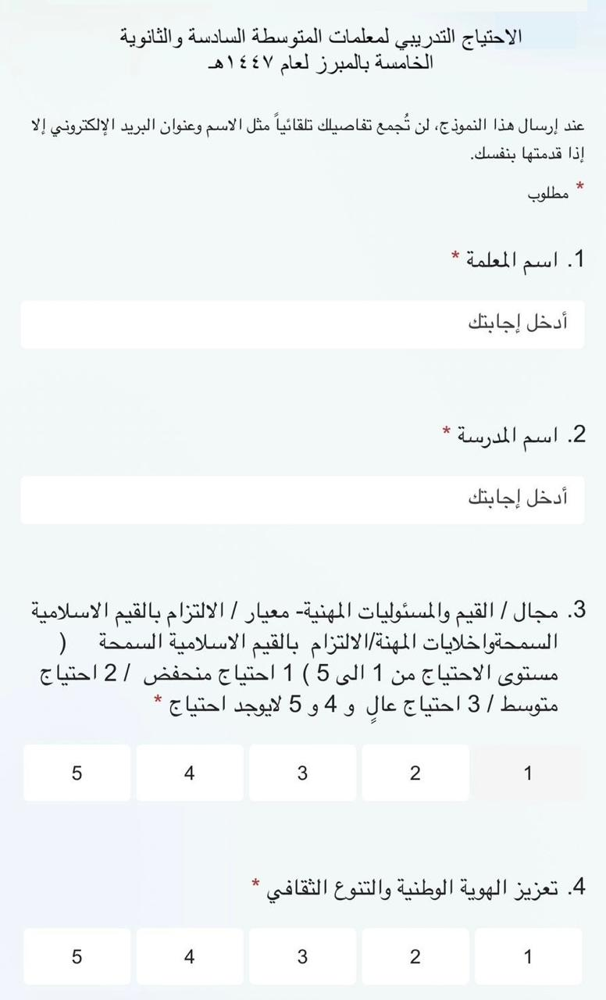 الاحتياج التدريبي لمعلمات المتوسطة السادسة والثانوية
الخامسة بالمبرز لعام ١٤٤٧هـ
عند إرسال هذا النموذج، لن تُجمع تفاصيلك تلقائياً مثل الاسم وعنوان البريد الإلكتروني إلا
إذا قدمتها بنفسك.
* مطلوب
1. اسم المعلمة *
أدخل إجابتك
2. اسم المدرسة *
أدخل إجابتك
3. مجال / القيم والمسئوليات المهنية- معيار / الالتزام بالقيم الاسلامية
السمحةواخلايات المهنة/الالتزام بالقيم الاسلامية السمحة (
مستوى الاحتياج من 1 الى 5 ) 1 احتياج منحفض / 2 احتياج
متوسط / 3 احتياج عالٍ و 4 و 5 لايوجد احتياج *
1 2 3 4 5
4. تعزيز الهوية الوطنية والتنوع الثقافي *
1 2 3 4 5